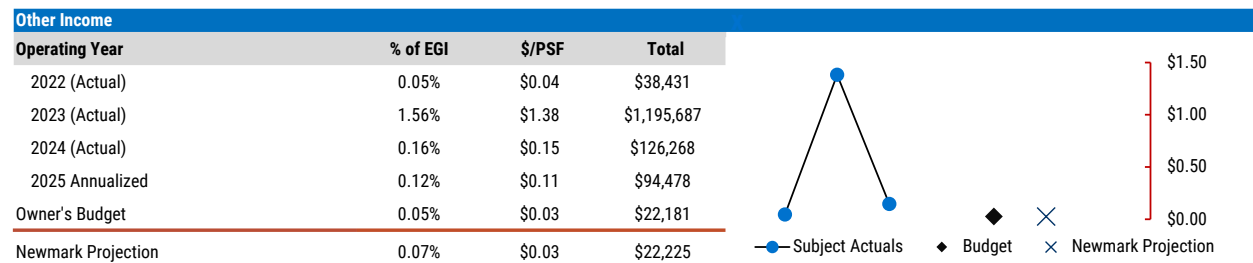 Other Income
Operating Year % of EGI $/PSF Total
2022 (Actual) 0.05% $0.04 $38,431
2023 (Actual) 1.56% $1.38 $1,195,687
2024 (Actual) 0.16% $0.15 $126,268
2025 Annualized 0.12% $0.11 $94,478
Owner's Budget 0.05% $0.03 $22,181
Newmark Projection 0.07% $0.03 $22,225
$1.50
$1.00
$0.50
$0.00
Subject Actuals Budget Newmark Projection